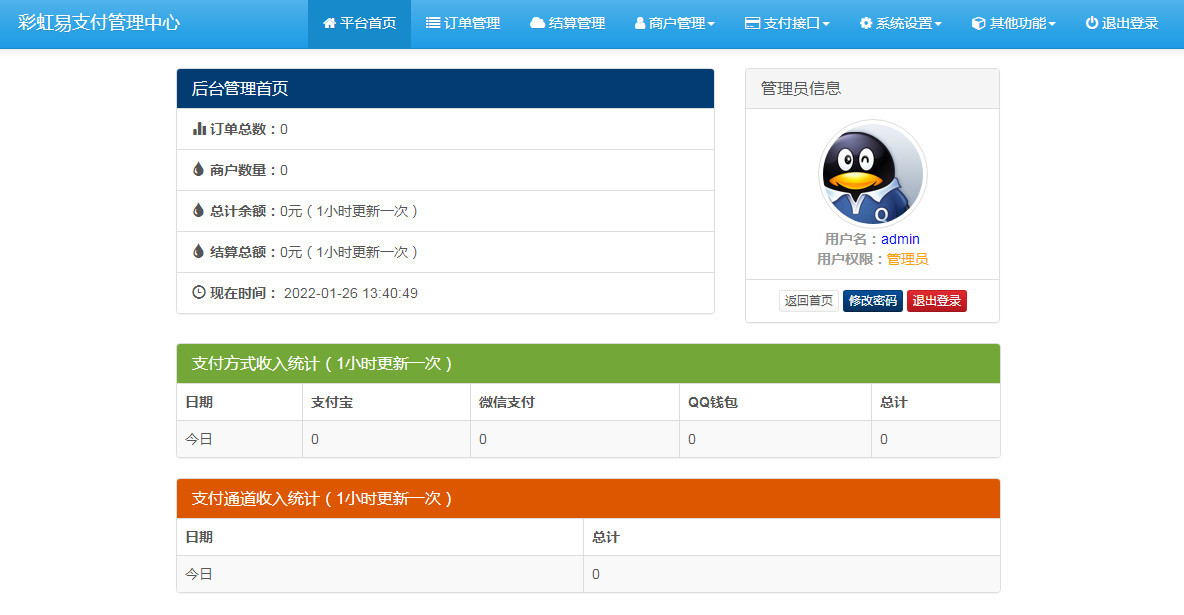 彩虹易支付管理中心 平台首页 订单管理 结算管理 商户管理 支付接口 系统设置 其他功能 退出登录
后台管理首页
订单总数：0
商户数量：0
总计余额：0元（1小时更新一次）
结算总额：0元（1小时更新一次）
现在时间： 2022-01-26 13:40:49
管理员信息
Q
用户名：admin
用户权限：管理员
返回首页 修改密码 退出登录
支付方式收入统计（1小时更新一次）
日期 支付宝 微信支付 QQ钱包 总计
今日 0 0 0 0
支付通道收入统计（1小时更新一次）
日期 总计
今日 0